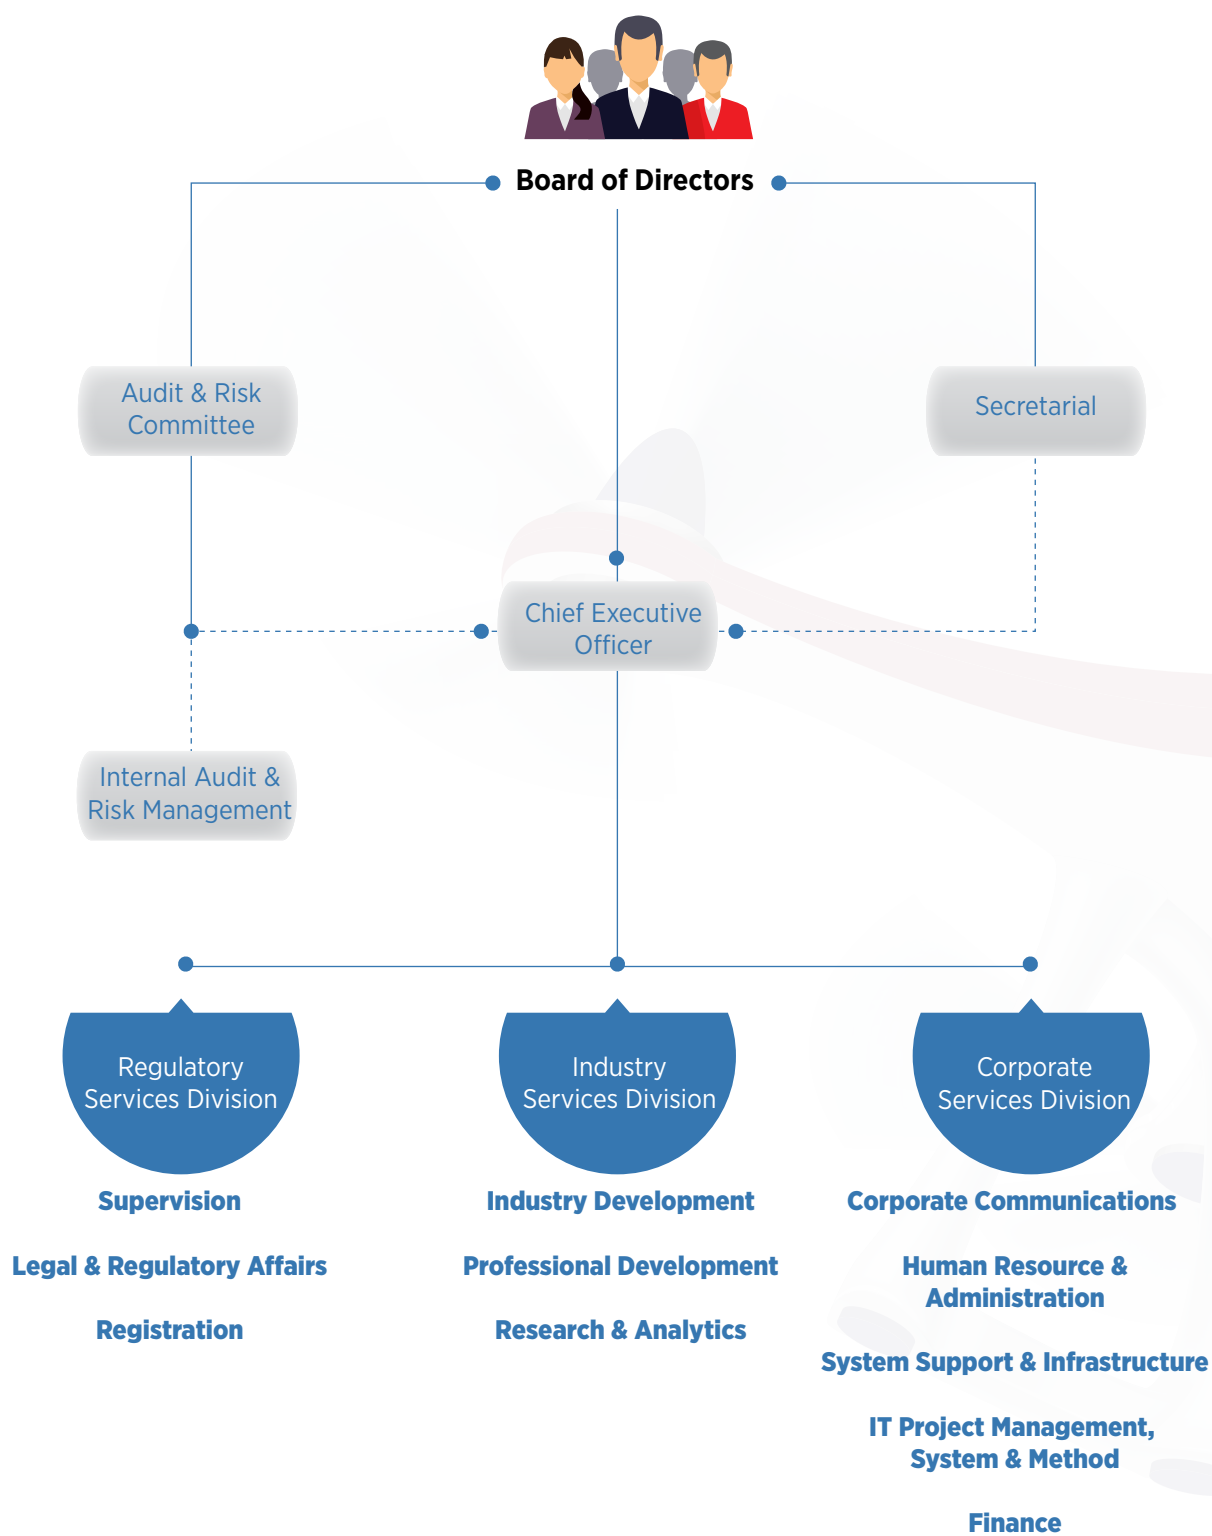 Board of Directors
Audit & Risk
Committee
Secretarial
Chief Executive
Officer
Internal Audit &
Risk Management
Regulatory
Services Division
Supervision
Legal & Regulatory Affairs
Registration
Industry
Services Division
Industry Development
Professional Development
Research & Analytics
Corporate
Services Division
Corporate Communications
Human Resource &
Administration
System Support & Infrastructure
IT Project Management,
System & Method
Finance